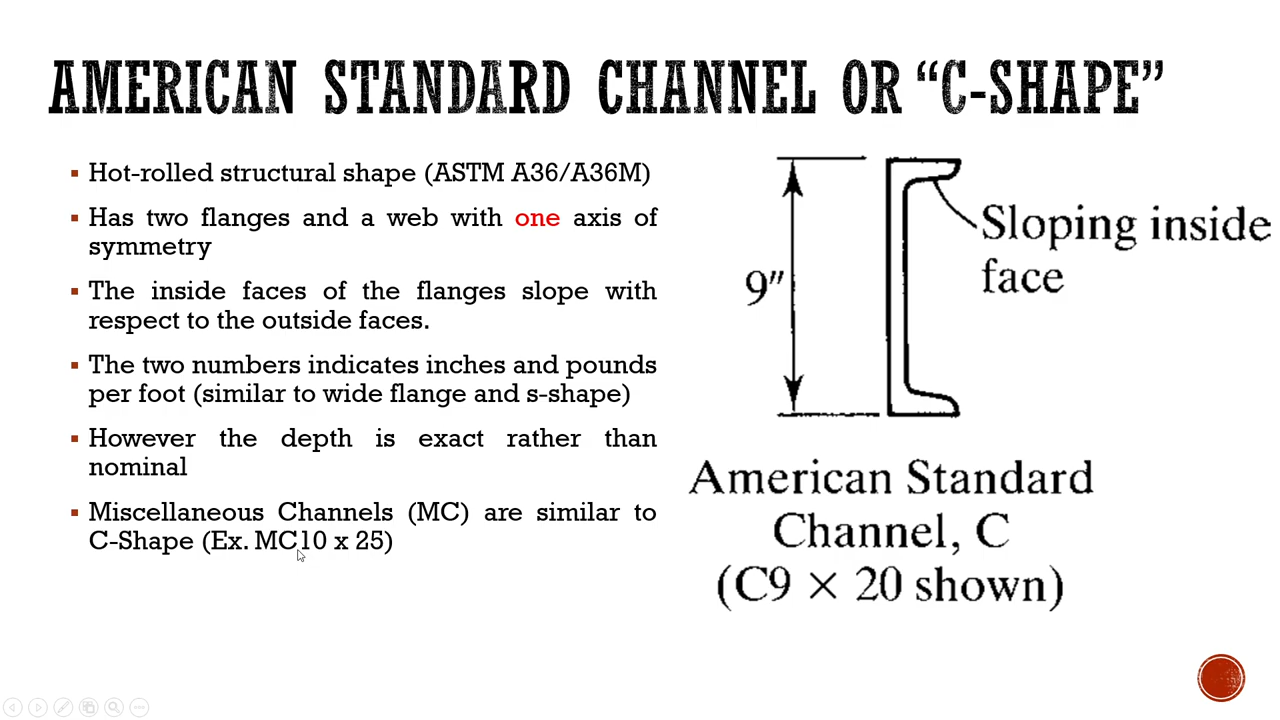 AMERICAN STANDARD CHANNEL OR “C-SHAPE”
▪ Hot-rolled structural shape (ASTM A36/A36M)
▪ Has two flanges and a web with one axis of
symmetry
▪ The inside faces of the flanges slope with
respect to the outside faces.
▪ The two numbers indicates inches and pounds
per foot (similar to wide flange and s-shape)
▪ However the depth is exact rather than
nominal
▪ Miscellaneous Channels (MC) are similar to
C-Shape (Ex. MC10 x 25)
Sloping inside
face
9″
American Standard
Channel, C
(C9 × 20 shown)